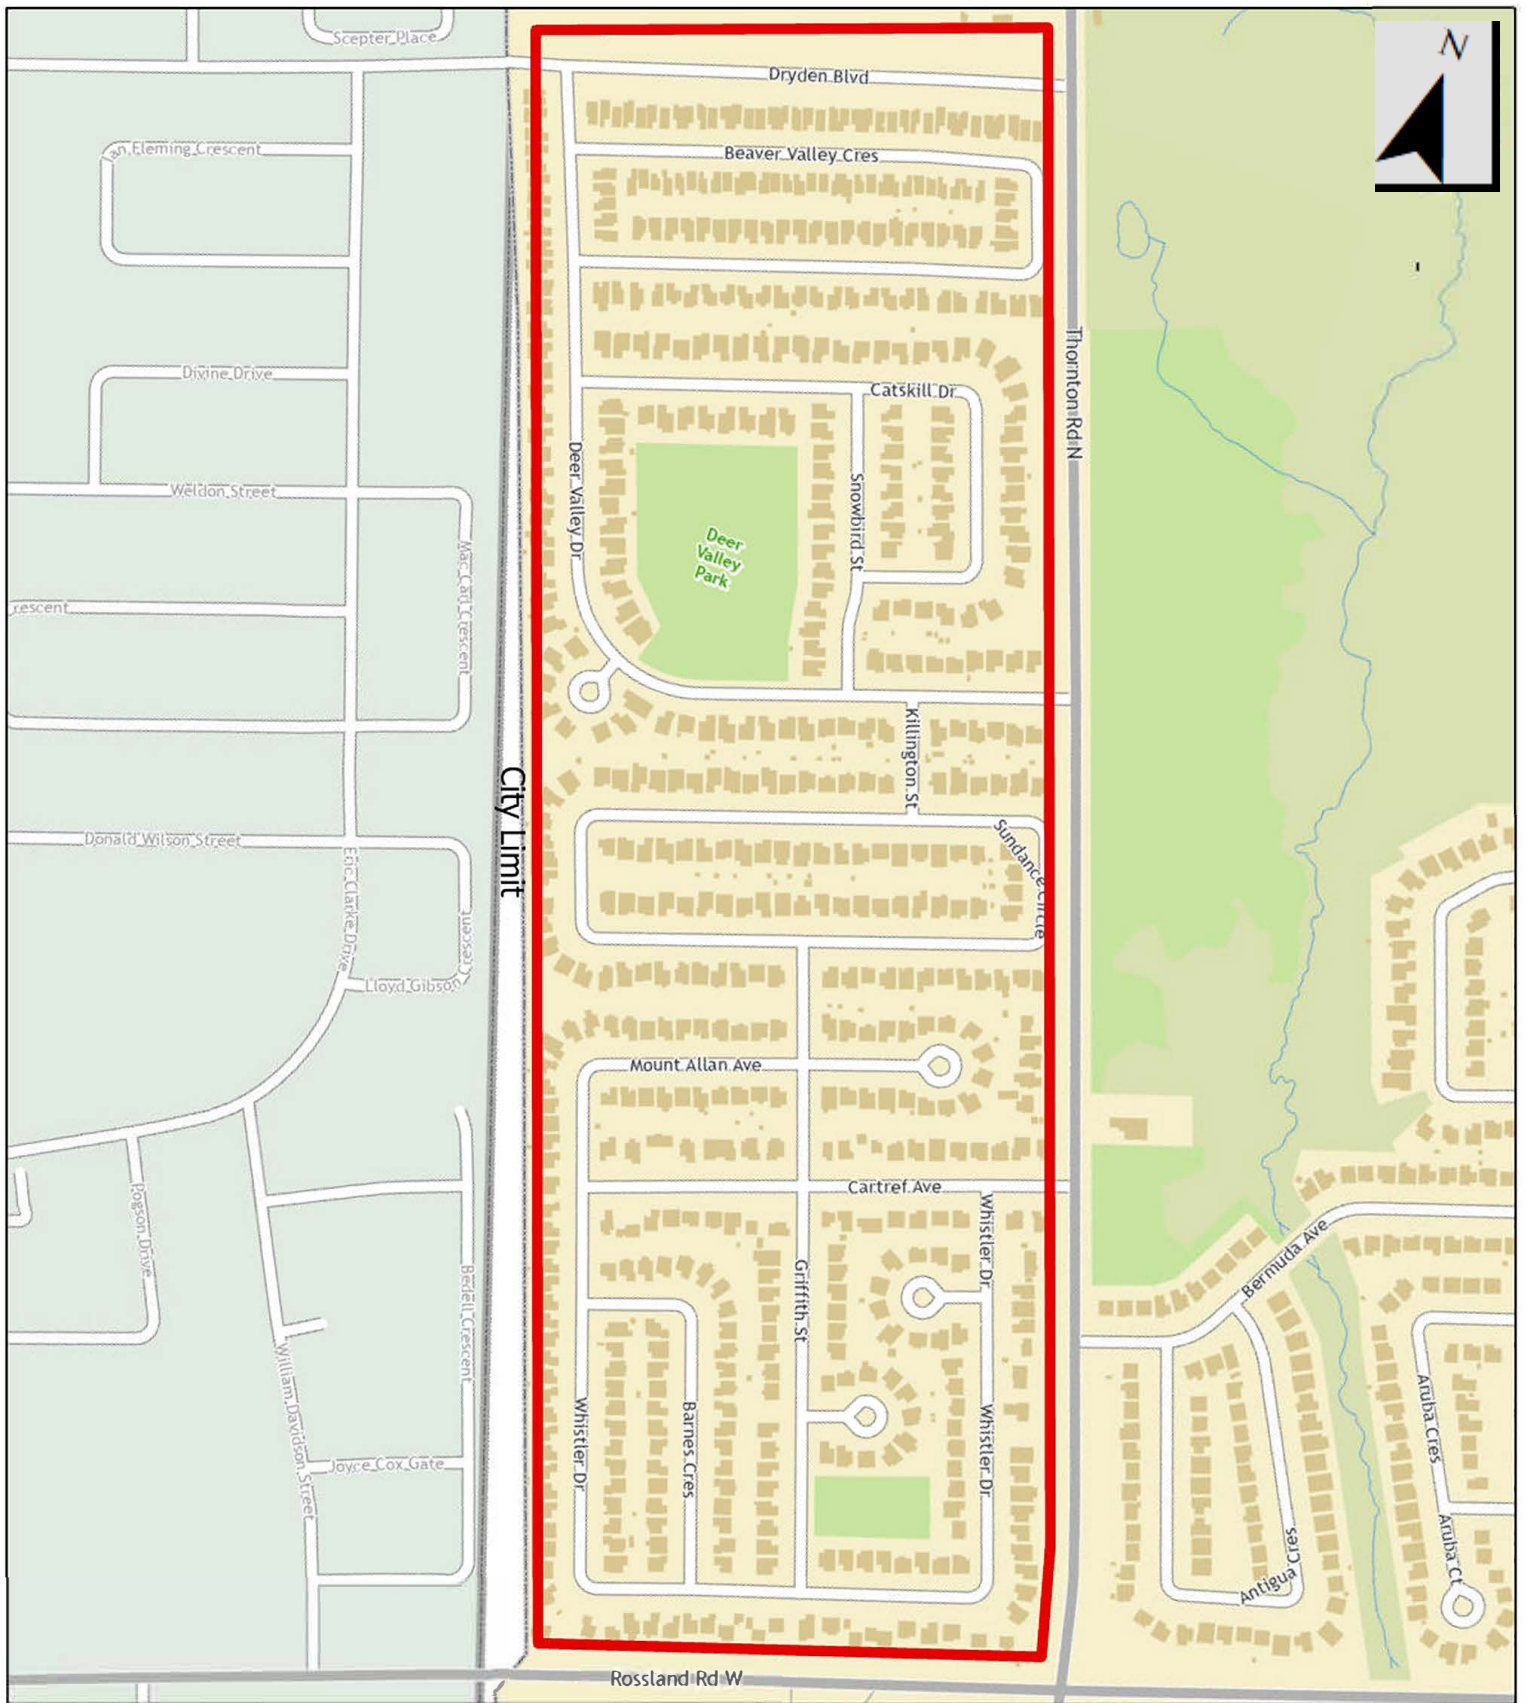 N
Scepter Place
Dryden Blvd
Ian Fleming Crescent
Beaver Valley Cres
Divine Drive
Catskill Dr
Thornton Rd N
Deer Valley Dr
Snowbird St
Weldon Street
Deer
Valley
Park
Mac Carl Crescent
rescent
Killington St
City Limit
Sundance Circle
Donald Wilson Street
Eric Clarke Drive
Crescent
Lloyd Gibson
Mount Allan Ave
Cartref Ave
Whistler Dr
Pogson Drive
Bermuda Ave
Griffith St
Bedell Crescent
William Davidson Street
Whistler Dr
Barnes Cres
Whistler Dr
Aruba Cres
Joyce Cox Gate
Aruba Ct
Antigua Cres
Rossland Rd W